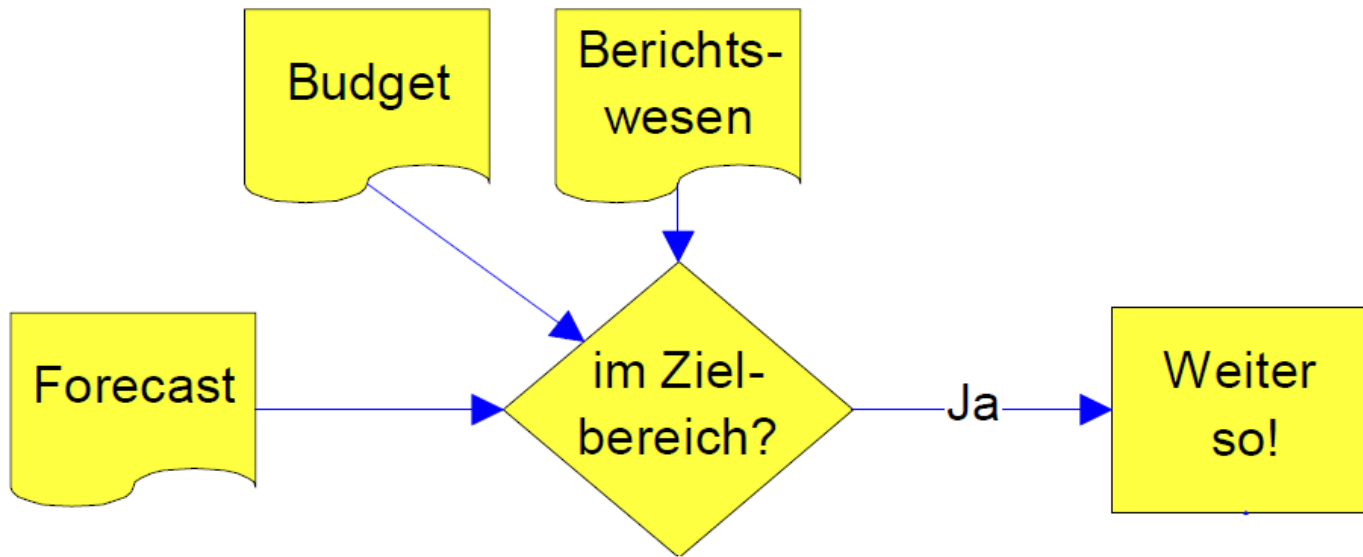 Budget
Berichts-
wesen
Forecast
im Ziel-
bereich?
Ja
Weiter
so!